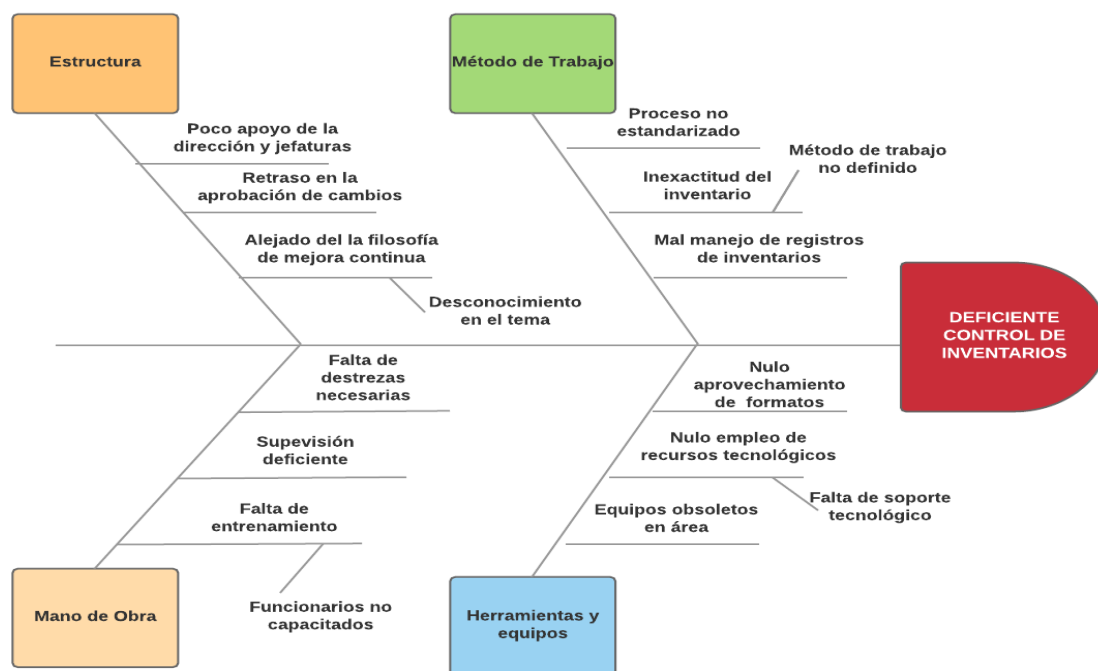 Estructura
Poco apoyo de la
dirección y jefaturas
Retraso en la
aprobación de cambios
Alejado del la filosofía
de mejora continua
Desconocimiento
en el tema
Método de Trabajo
Proceso no
estandarizado
Inexactitud del
inventario
Método de trabajo
no definido
Mal manejo de registros
de inventarios
DEFICIENTE
CONTROL DE
INVENTARIOS
Falta de
destrezas
necesarias
Supevisión
deficiente
Falta de
entrenamiento
Funcionarios no
capacitados
Mano de Obra
Nulo
aprovechamiento
de formatos
Nulo empleo de
recursos tecnológicos
Falta de soporte
tecnológico
Equipos obsoletos
en área
Herramientas y
equipos